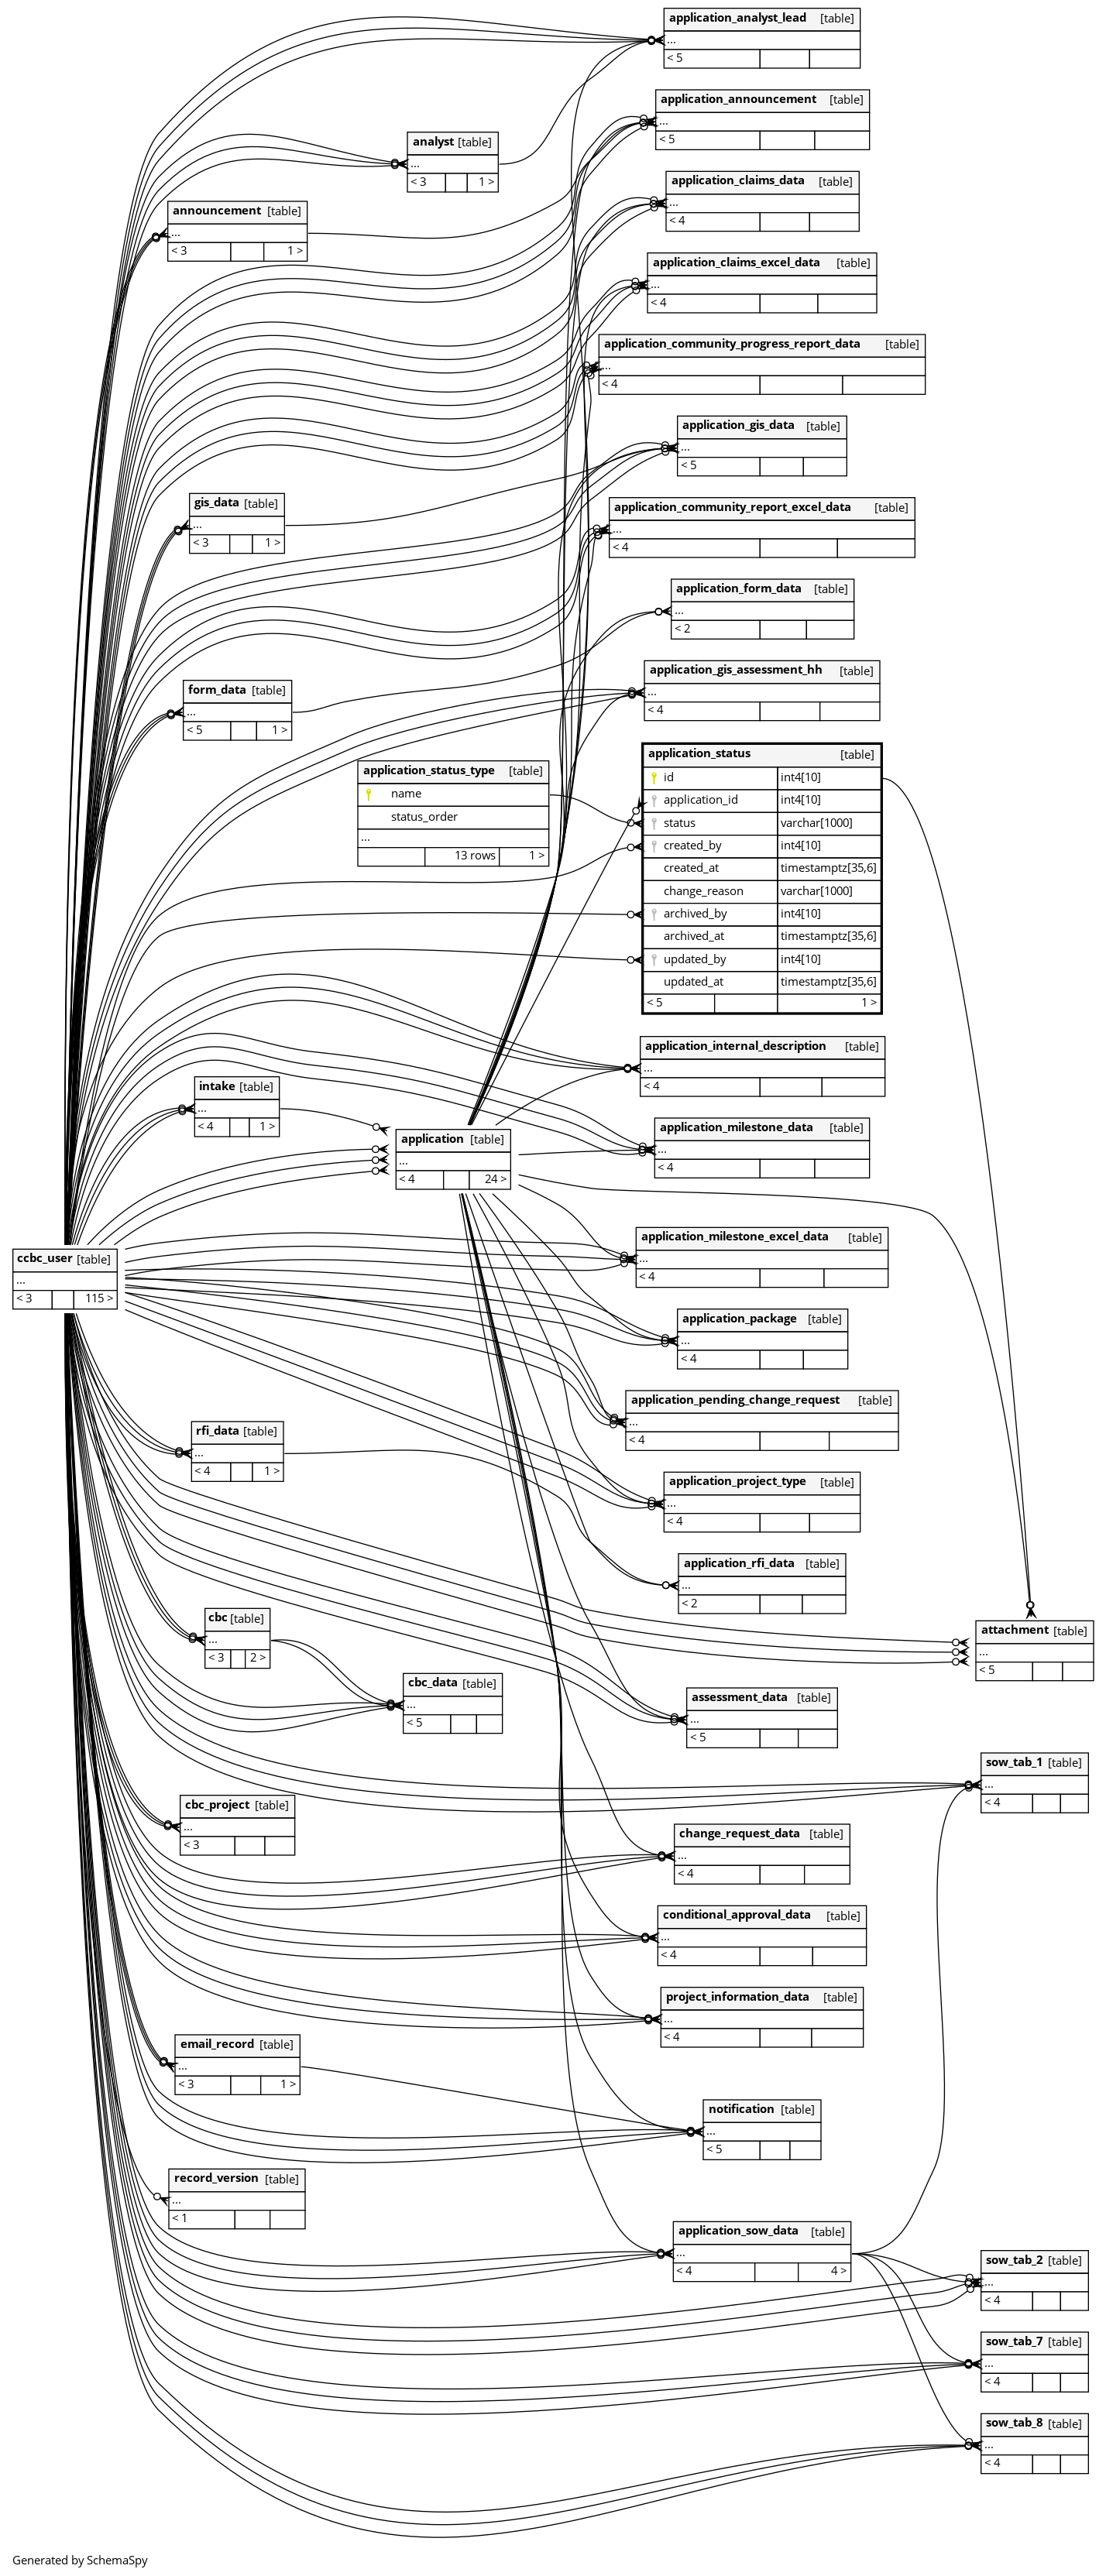 application_analyst_lead [table]
...
< 5
application_announcement [table]
...
< 5
analyst [table]
...
< 3 1 >
application_claims_data [table]
...
< 4
announcement [table]
...
< 3 1 >
application_claims_excel_data [table]
...
< 4
application_community_progress_report_data [table]
...
< 4
application_gis_data [table]
...
< 5
gis_data [table]
...
< 3 1 >
application_community_report_excel_data [table]
...
< 4
application_form_data [table]
...
< 2
form_data [table]
...
< 5 1 >
application_gis_assessment_hh [table]
...
< 4
application_status_type [table]
name
status_order
...
13 rows 1 >
application_status [table]
id int4[10]
application_id int4[10]
status varchar[1000]
created_by int4[10]
created_at timestamptz[35,6]
change_reason varchar[1000]
archived_by int4[10]
archived_at timestamptz[35,6]
updated_by int4[10]
updated_at timestamptz[35,6]
< 5 1 >
application_internal_description [table]
...
< 4
intake [table]
...
< 4 1 >
application_milestone_data [table]
...
< 4
application [table]
...
< 4 24 >
ccbc_user [table]
...
< 3 115 >
application_milestone_excel_data [table]
...
< 4
application_package [table]
...
< 4
application_pending_change_request [table]
...
< 4
rfi_data [table]
...
< 4 1 >
application_project_type [table]
...
< 4
application_rfi_data [table]
...
< 2
cbc [table]
...
< 3 2 >
attachment [table]
...
< 5
cbc_data [table]
...
< 5
assessment_data [table]
...
< 5
sow_tab_1 [table]
...
< 4
cbc_project [table]
...
< 3
change_request_data [table]
...
< 4
conditional_approval_data [table]
...
< 4
project_information_data [table]
...
< 4
email_record [table]
...
< 3 1 >
notification [table]
...
< 5
record_version [table]
...
< 1
application_sow_data [table]
...
< 4 4 >
sow_tab_2 [table]
...
< 4
sow_tab_7 [table]
...
< 4
sow_tab_8 [table]
...
< 4
Generated by SchemaSpy